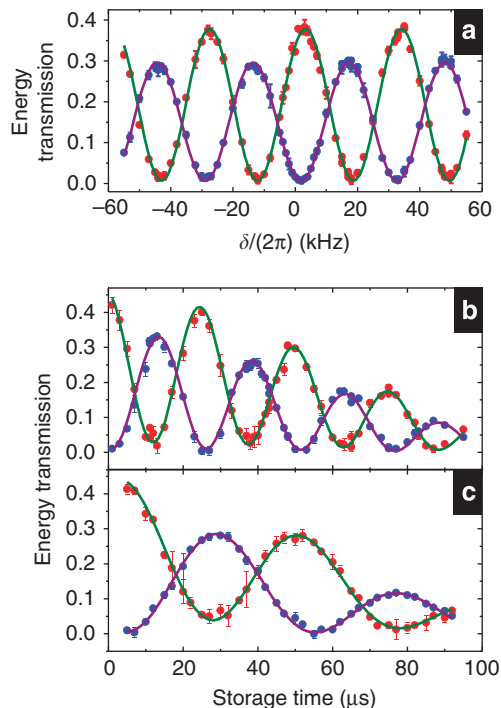 a
0.4
0.3
0.2
0.1
0.0
Energy
transmission
−60 −40 −20 0 20 40 60
δ/(2π) (kHz)
b
0.4
0.3
0.2
0.1
0.0
c
0.4
0.3
0.2
0.1
0.0
Energy transmission
0 20 40 60 80 100
Storage time (μs)